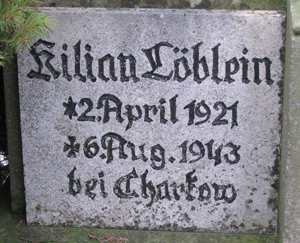 Kilian Löblein
*2. April 1921
✠6. Aug. 1943
bei Charkow